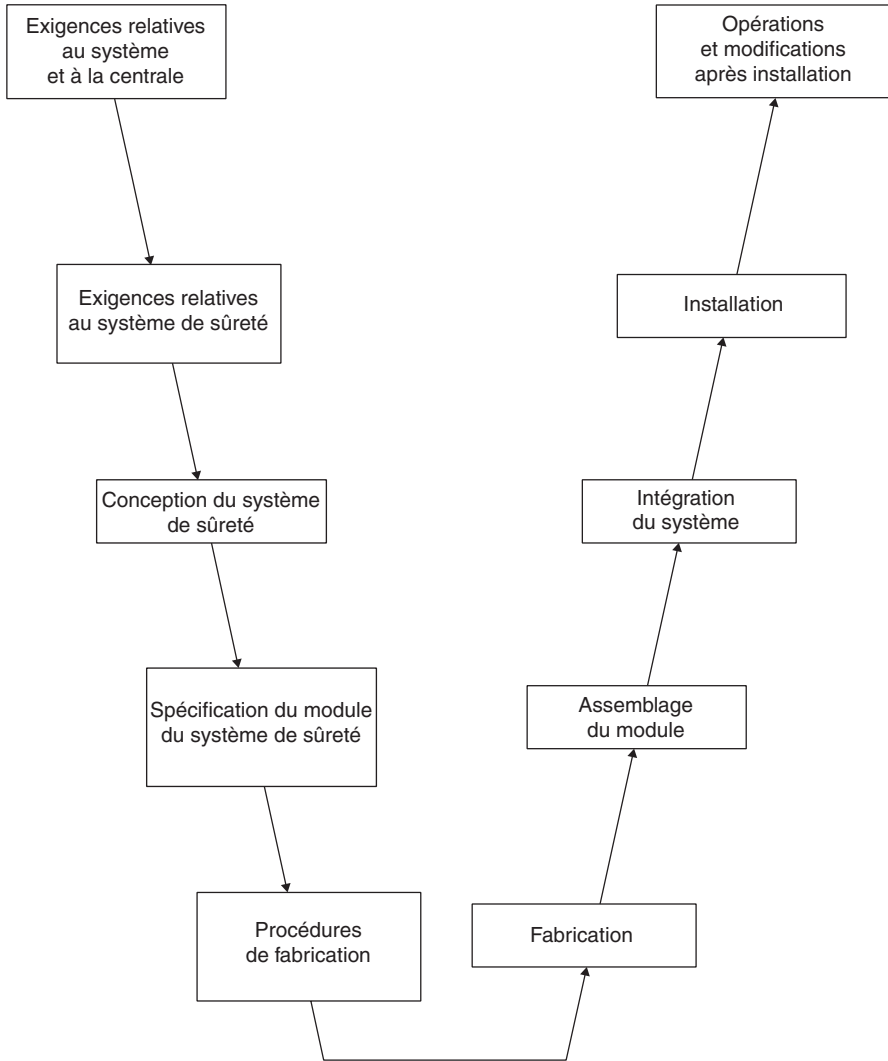 Exigences relatives
au système
et à la centrale
Exigences relatives
au système de sûreté
Conception du système
de sûreté
Spécification du module
du système de sûreté
Procédures
de fabrication
Fabrication
Assemblage
du module
Intégration
du système
Installation
Opérations
et modifications
après installation